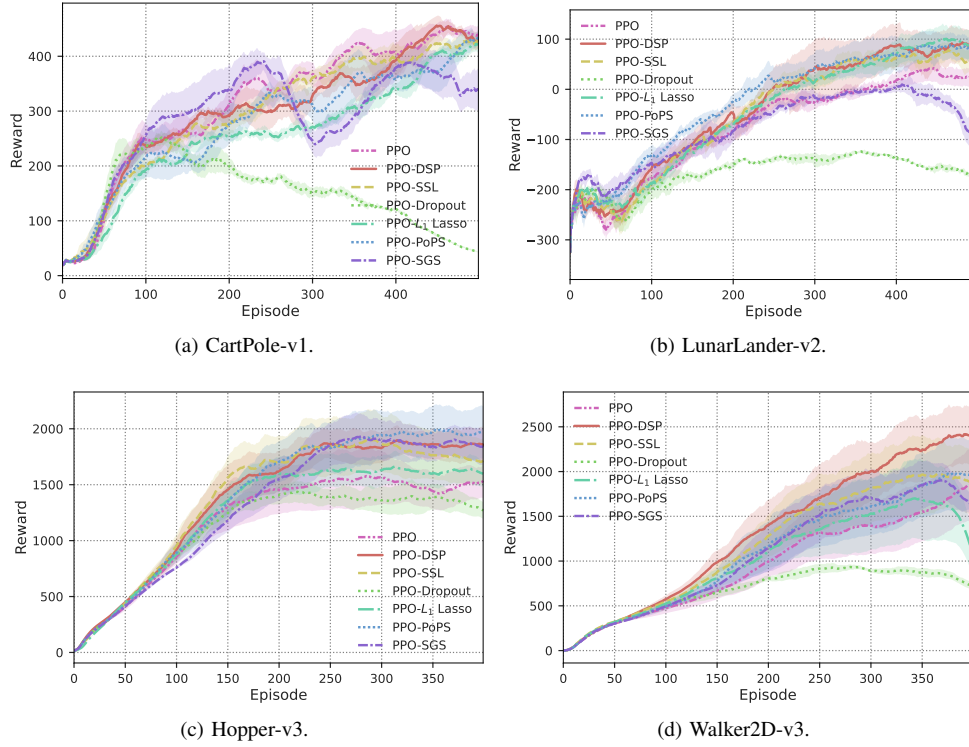 400
300
200
100
0
Reward
0 100 200 300 400
Episode
PPO
PPO-DSP
PPO-SSL
PPO-Dropout
PPO-L₁ Lasso
PPO-PoPS
PPO-SGS
(a) CartPole-v1.
100
0
−100
−200
−300
Reward
0 100 200 300 400
Episode
PPO
PPO-DSP
PPO-SSL
PPO-Dropout
PPO-L₁ Lasso
PPO-PoPS
PPO-SGS
(b) LunarLander-v2.
2000
1500
1000
500
0
Reward
0 50 100 150 200 250 300 350
Episode
PPO
PPO-DSP
PPO-SSL
PPO-Dropout
PPO-L₁ Lasso
PPO-PoPS
PPO-SGS
(c) Hopper-v3.
2500
2000
1500
1000
500
0
Reward
0 50 100 150 200 250 300 350
Episode
PPO
PPO-DSP
PPO-SSL
PPO-Dropout
PPO-L₁ Lasso
PPO-PoPS
PPO-SGS
(d) Walker2D-v3.